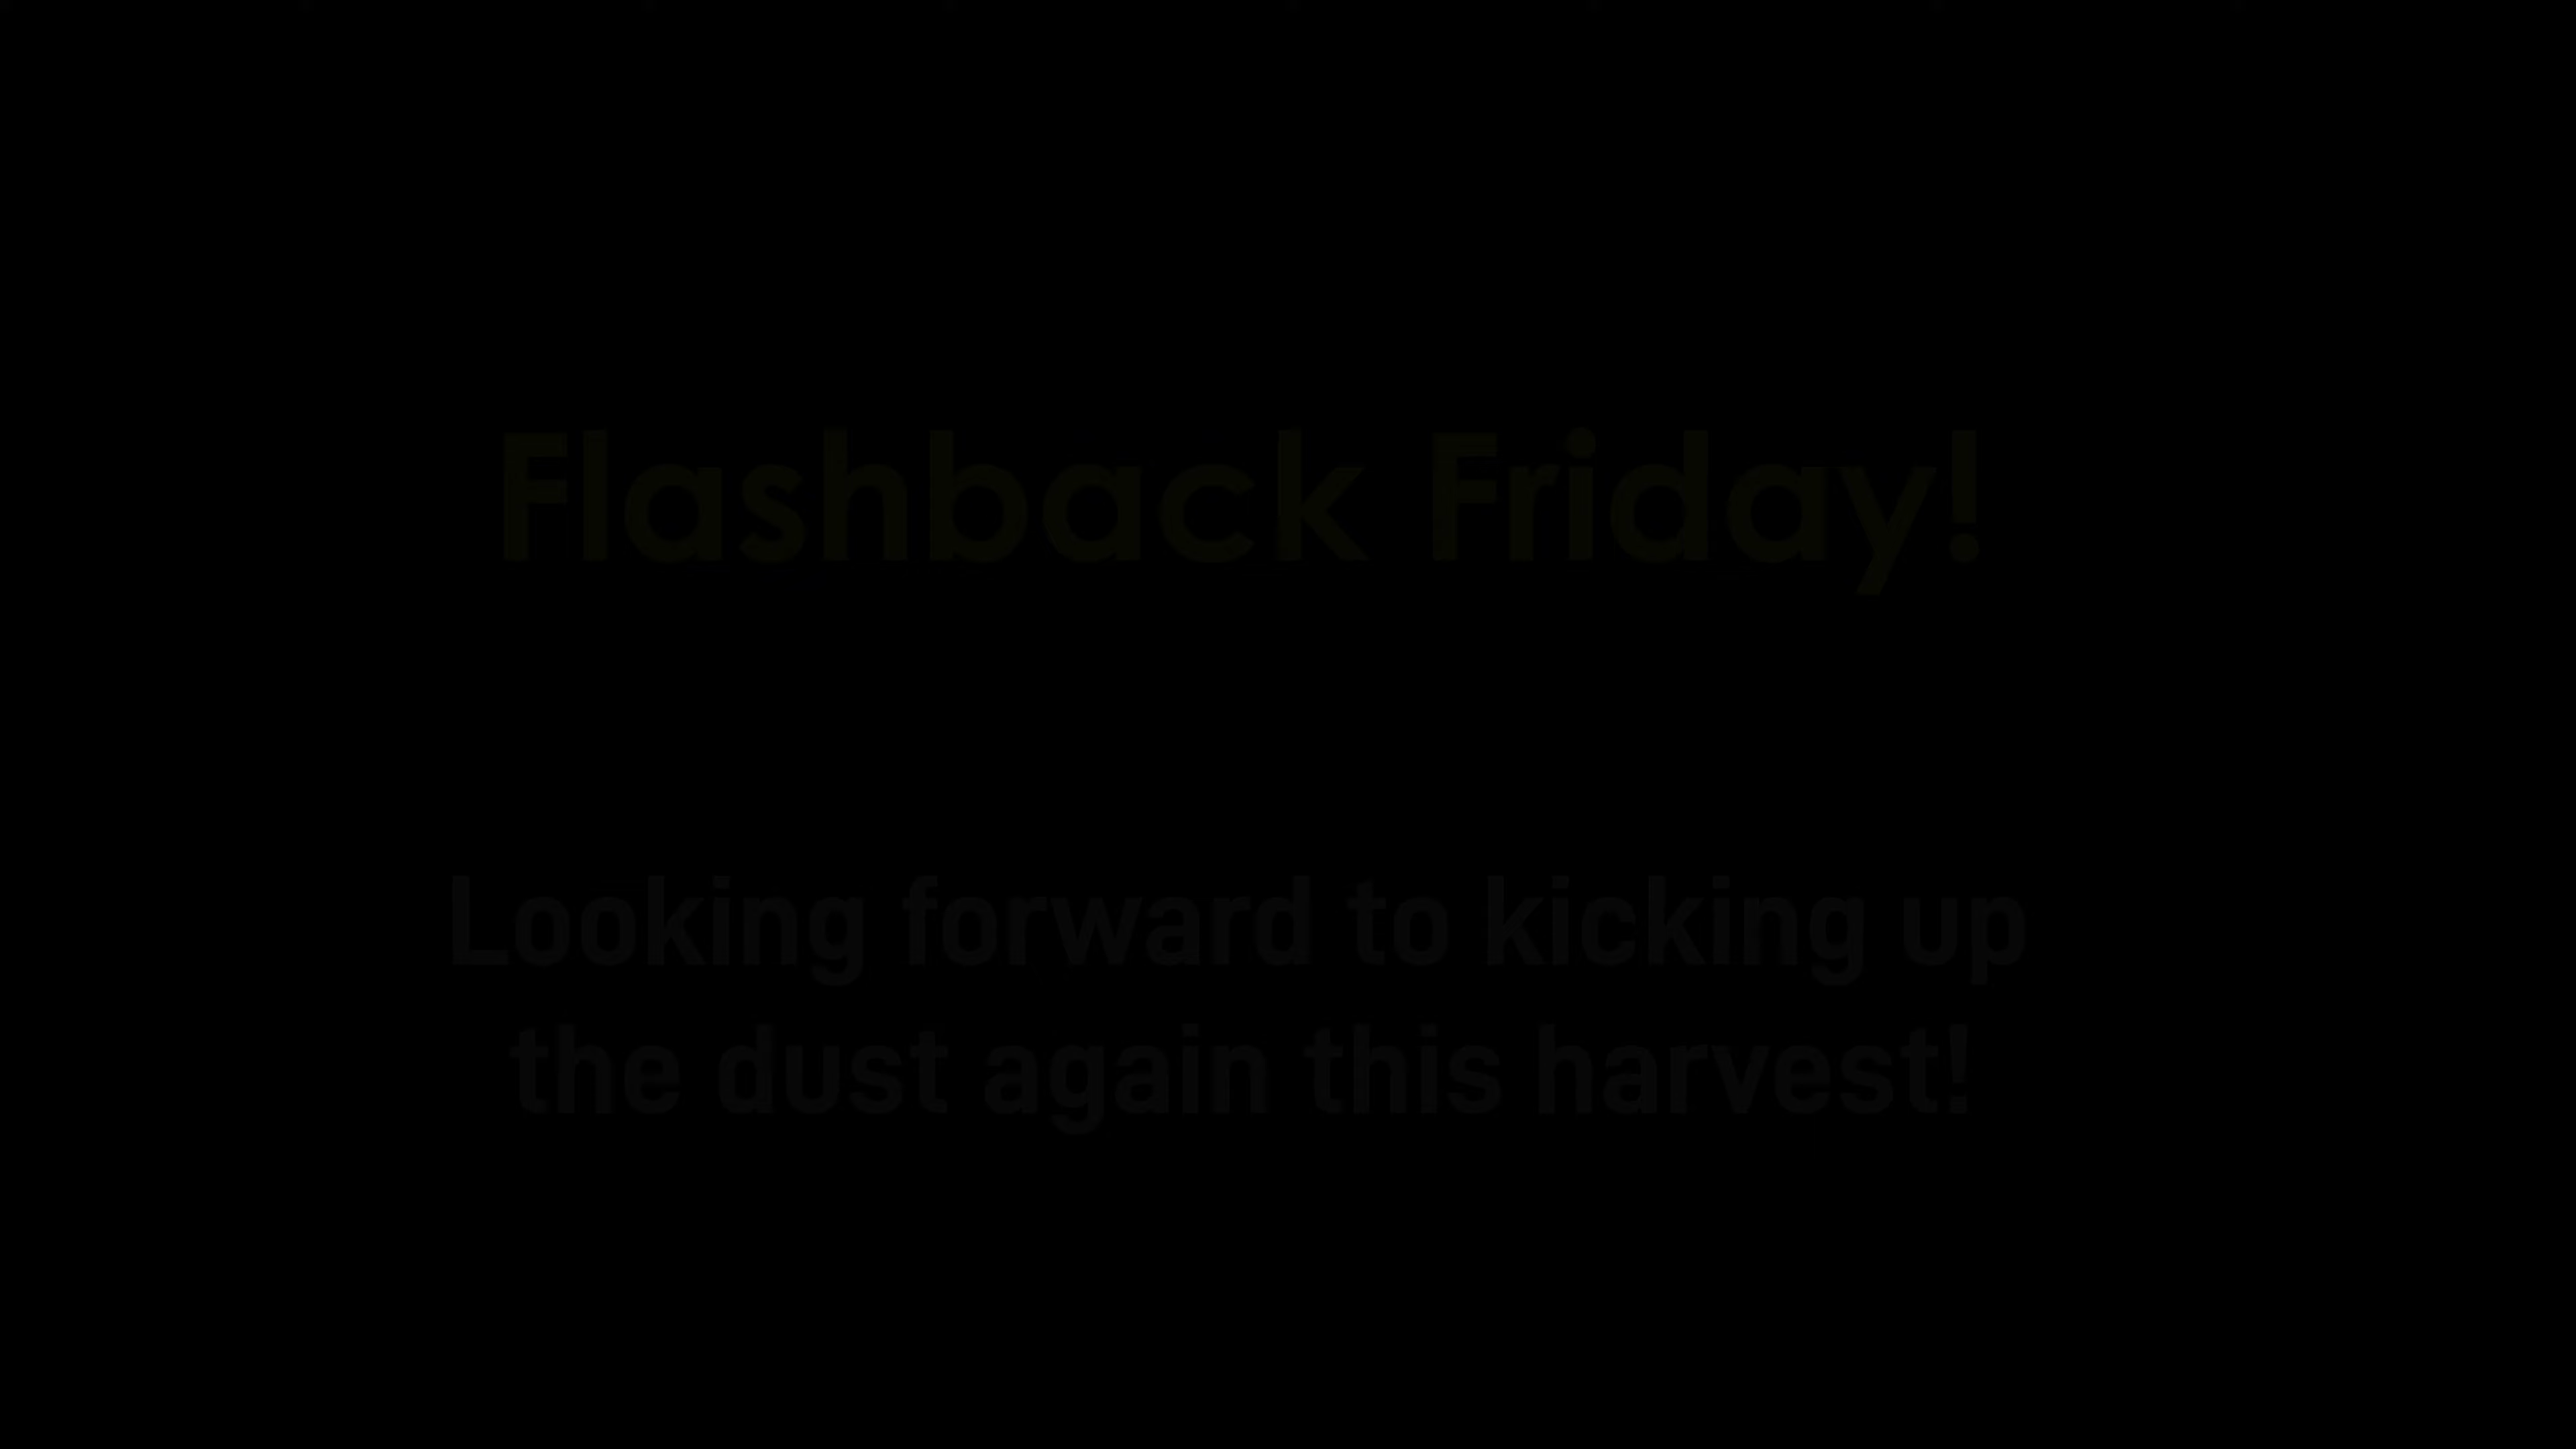 Flashback Friday!
Looking forward to kicking up
the dust again this harvest!